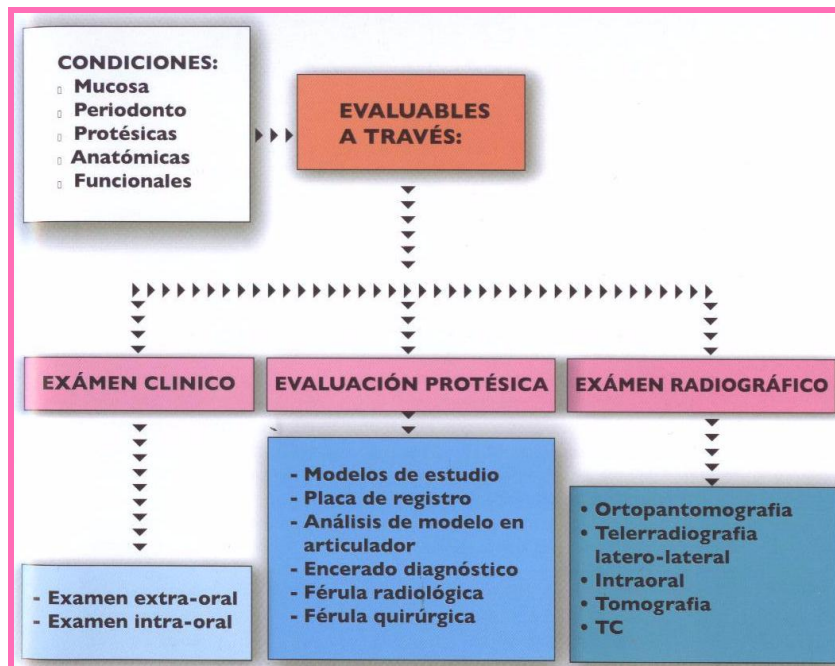 CONDICIONES:
▯ Mucosa
▯ Periodonto
▯ Protésicas
▯ Anatómicas
▯ Funcionales
EVALUABLES
A TRAVÉS:
EXÁMEN CLINICO
EVALUACIÓN PROTÉSICA
EXÁMEN RADIOGRÁFICO
- Examen extra-oral
- Examen intra-oral
- Modelos de estudio
- Placa de registro
- Análisis de modelo en
articulador
- Encerado diagnóstico
- Férula radiológica
- Férula quirúrgica
• Ortopantomografia
• Telerradiografia
latero-lateral
• Intraoral
• Tomografia
• TC